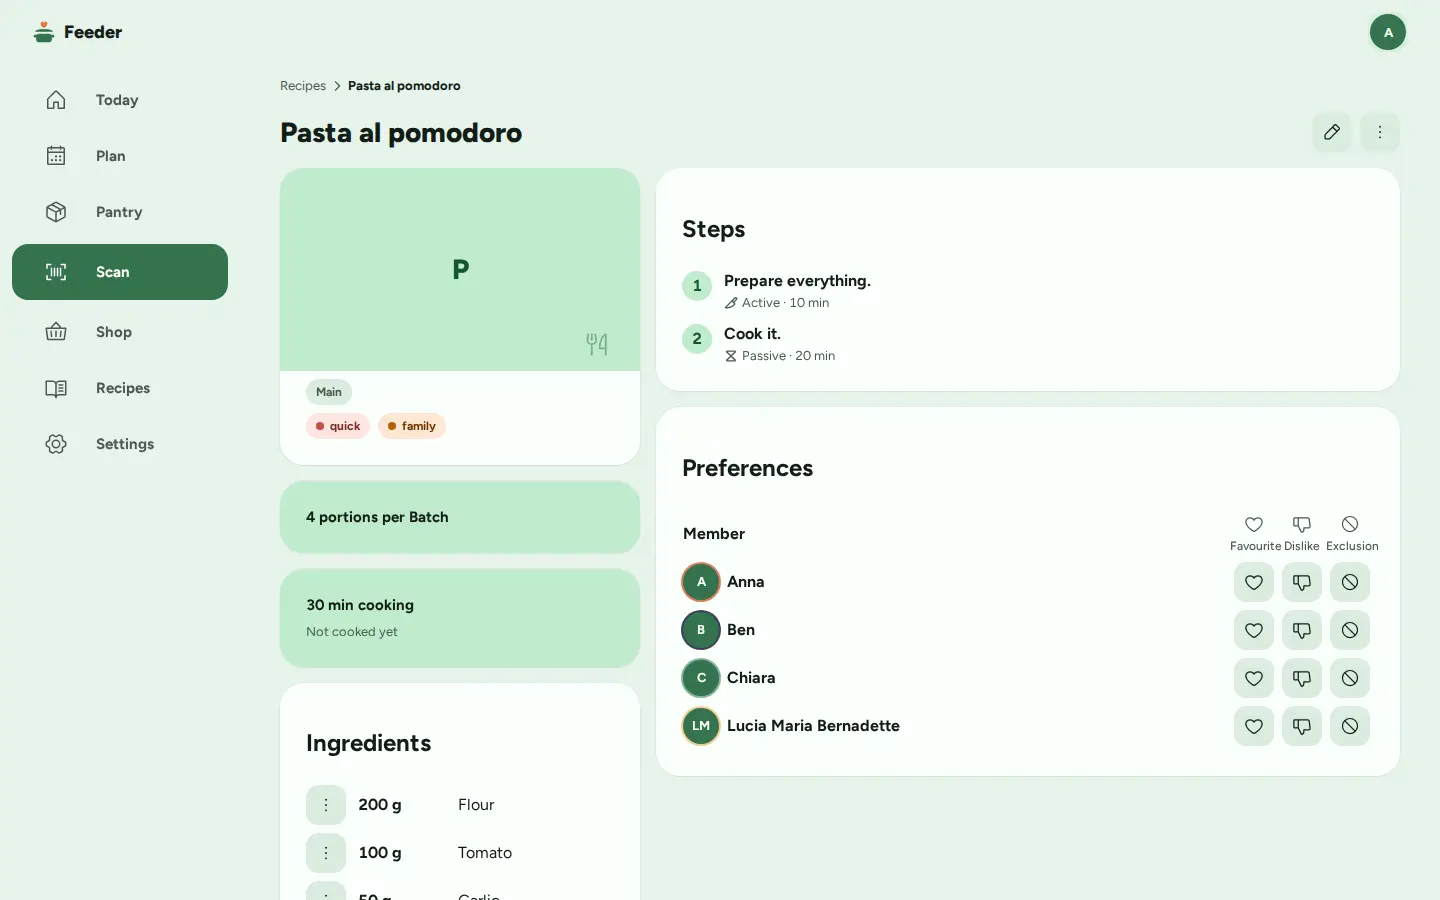 Feeder
A
Today
Plan
Pantry
Scan
Shop
Recipes
Settings
Recipes > Pasta al pomodoro
Pasta al pomodoro
P
Main
quick
family
4 portions per Batch
30 min cooking
Not cooked yet
Ingredients
200 g Flour
100 g Tomato
50 g Garlic
Steps
1 Prepare everything.
Active · 10 min
2 Cook it.
Passive · 20 min
Preferences
Member Favourite Dislike Exclusion
A Anna
B Ben
C Chiara
LM Lucia Maria Bernadette